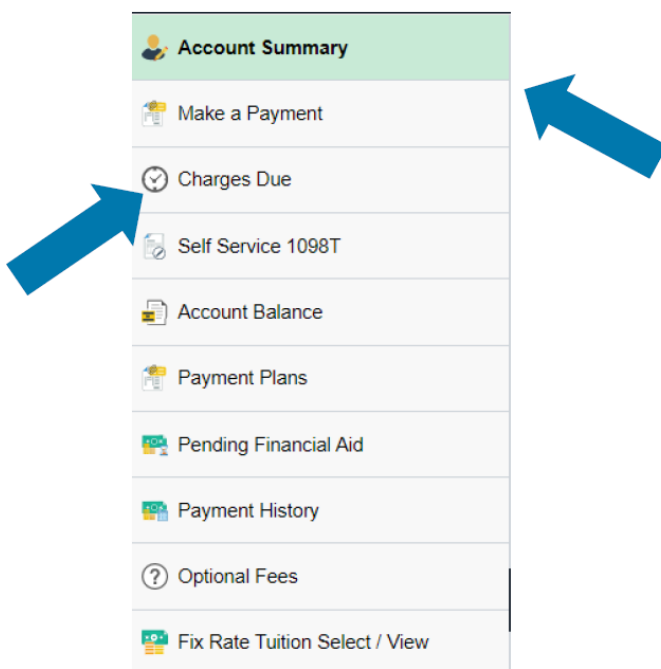 Account Summary
Make a Payment
Charges Due
Self Service 1098T
Account Balance
Payment Plans
Pending Financial Aid
Payment History
Optional Fees
Fix Rate Tuition Select / View